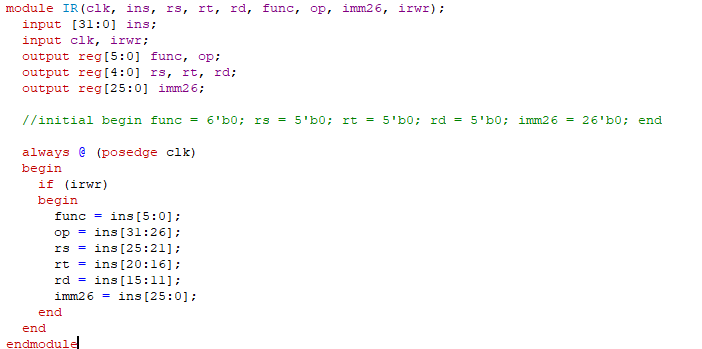 module IR(clk, ins, rs, rt, rd, func, op, imm26, irwr);
  input [31:0] ins;
  input clk, irwr;
  output reg[5:0] func, op;
  output reg[4:0] rs, rt, rd;
  output reg[25:0] imm26;
  //initial begin func = 6'b0; rs = 5'b0; rt = 5'b0; rd = 5'b0; imm26 = 26'b0; end
  always @ (posedge clk)
  begin
    if (irwr)
    begin
      func = ins[5:0];
      op = ins[31:26];
      rs = ins[25:21];
      rt = ins[20:16];
      rd = ins[15:11];
      imm26 = ins[25:0];
    end
  end
endmodule